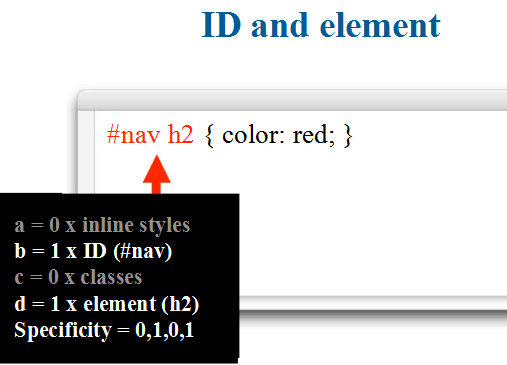 ID and element
#nav h2 { color: red; }
a = 0 x inline styles
b = 1 x ID (#nav)
c = 0 x classes
d = 1 x element (h2)
Specificity = 0,1,0,1